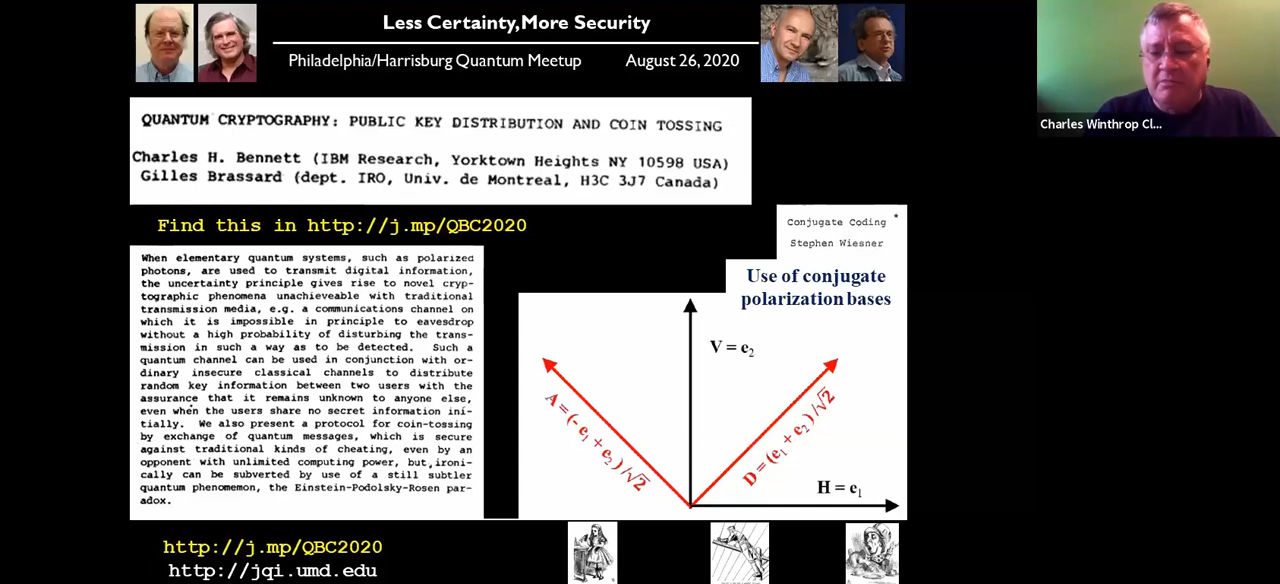 Less Certainty, More Security
Philadelphia/Harrisburg Quantum Meetup August 26, 2020
Charles Winthrop Cl...
QUANTUM CRYPTOGRAPHY: PUBLIC KEY DISTRIBUTION AND COIN TOSSING
Charles H. Bennett (IBM Research, Yorktown Heights NY 10598 USA)
Gilles Brassard (dept. IRO, Univ. de Montreal, H3C 3J7 Canada)
Find this in http://j.mp/QBC2020
Conjugate Coding *
Stephen Wiesner
Use of conjugate
polarization bases
When elementary quantum systems, such as polarized
photons, are used to transmit digital information,
the uncertainty principle gives rise to novel cryp-
tographic phenomena unachieveable with traditional
transmission media, e.g. a communications channel on
which it is impossible in principle to eavesdrop
without a high probability of disturbing the trans-
mission in such a way as to be detected. Such a
quantum channel can be used in conjunction with or-
dinary insecure classical channels to distribute
random key information between two users with the
assurance that it remains unknown to anyone else,
even when the users share no secret information ini-
tially. We also present a protocol for coin-tossing
by exchange of quantum messages, which is secure
against traditional kinds of cheating, even by an
opponent with unlimited computing power, but, ironi-
cally can be subverted by use of a still subtler
quantum phenomemon, the Einstein-Podolsky-Rosen par-
adox.
V = e₂
A = (- e₁ + e₂)/√2
D = (e₁ + e₂)/√2
H = e₁
http://j.mp/QBC2020
http://jqi.umd.edu